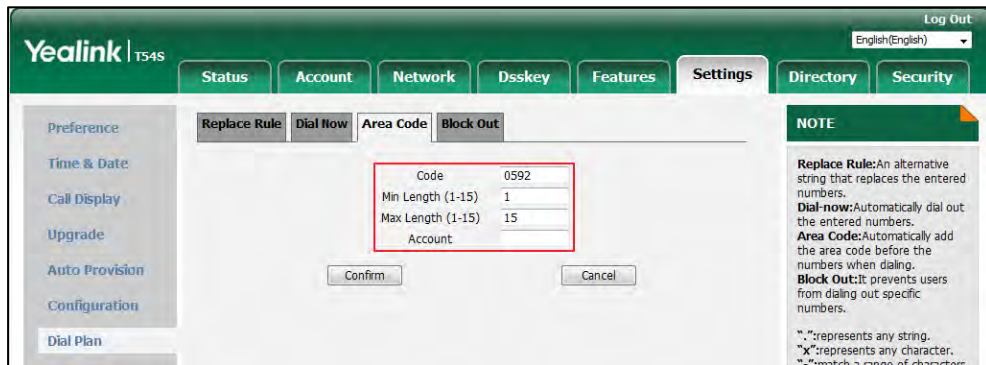 Log Out
Yealink T54S
English(English)
Status Account Network Dsskey Features Settings Directory Security
Preference
Time & Date
Call Display
Upgrade
Auto Provision
Configuration
Dial Plan
Replace Rule Dial Now Area Code Block Out
Code 0592
Min Length (1-15) 1
Max Length (1-15) 15
Account
Confirm Cancel
NOTE
Replace Rule:An alternative
string that replaces the entered
numbers.
Dial-now:Automatically dial out
the entered numbers.
Area Code:Automatically add
the area code before the
numbers when dialing.
Block Out:It prevents users
from dialing out specific
numbers.
".":represents any string.
"x":represents any character.
"-":match a range of characters